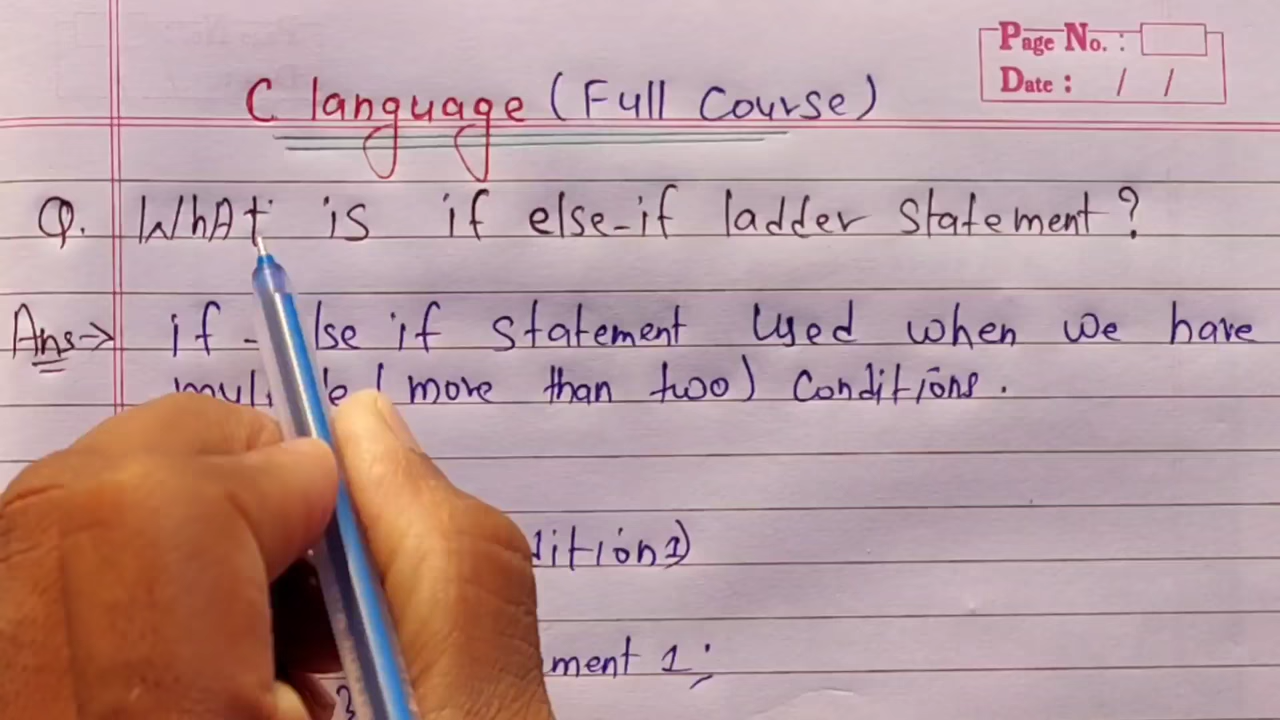 Page No. :
Date : / /
C language (Full Course)
Q. WhAt is if else-if ladder statement?
Ans-> if - lse if statement used when we have
(more than two) conditions.
dition1)
ment 1;
}